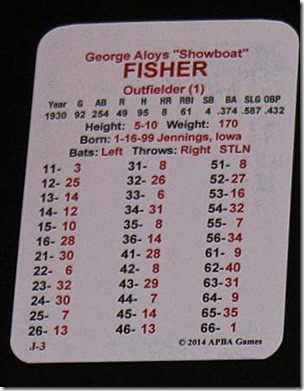 George Aloys "Showboat"
FISHER
Outfielder (1)
Year G AB R H HR RBI SB BA SLG OBP
1930 92 254 49 95 8 61 4 .374 .587 .432
Height: 5-10 Weight: 170
Born: 1-16-99 Jennings, Iowa
Bats: Left Throws: Right STLN
11- 3 31- 8 51- 8
12- 25 32- 26 52- 27
13- 14 33- 6 53- 16
14- 12 34- 31 54- 32
15- 10 35- 8 55- 7
16- 28 36- 14 56- 34
21- 30 41- 28 61- 31
22- 6 42- 8 62- 40
23- 32 43- 29 63- 31
24- 30 44- 7 64- 9
25- 7 45- 14 65- 35
26- 13 46- 13 66- 1
J-3 © 2014 APBA Games